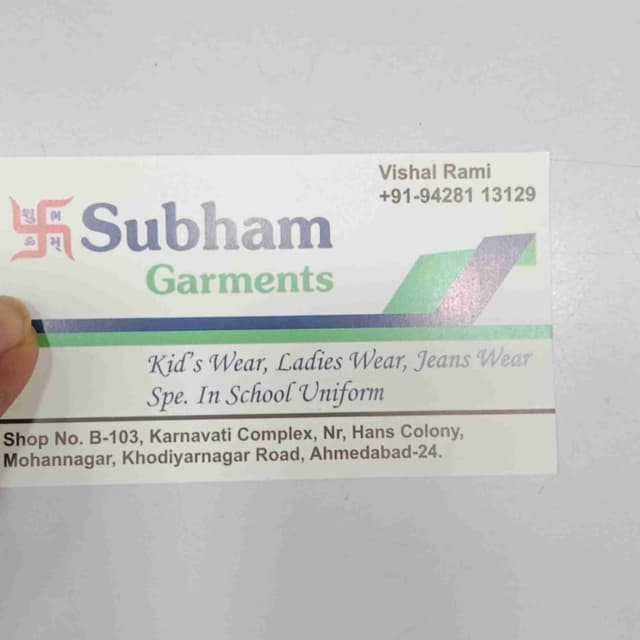 Vishal Rami
+91-94281 13129
શુ ભ
Subham
Garments
Kid's Wear, Ladies Wear, Jeans Wear
Spe. In School Uniform
Shop No. B-103, Karnavati Complex, Nr, Hans Colony,
Mohannagar, Khodiyarnagar Road, Ahmedabad-24.